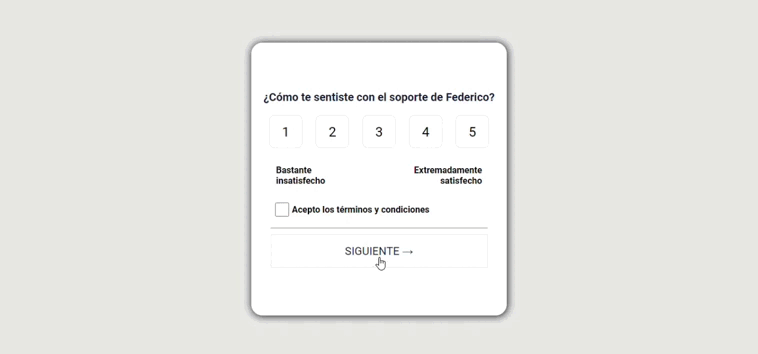 ¿Cómo te sentiste con el soporte de Federico?
1 2 3 4 5
Bastante Extremadamente
insatisfecho satisfecho
Acepto los términos y condiciones
SIGUIENTE →